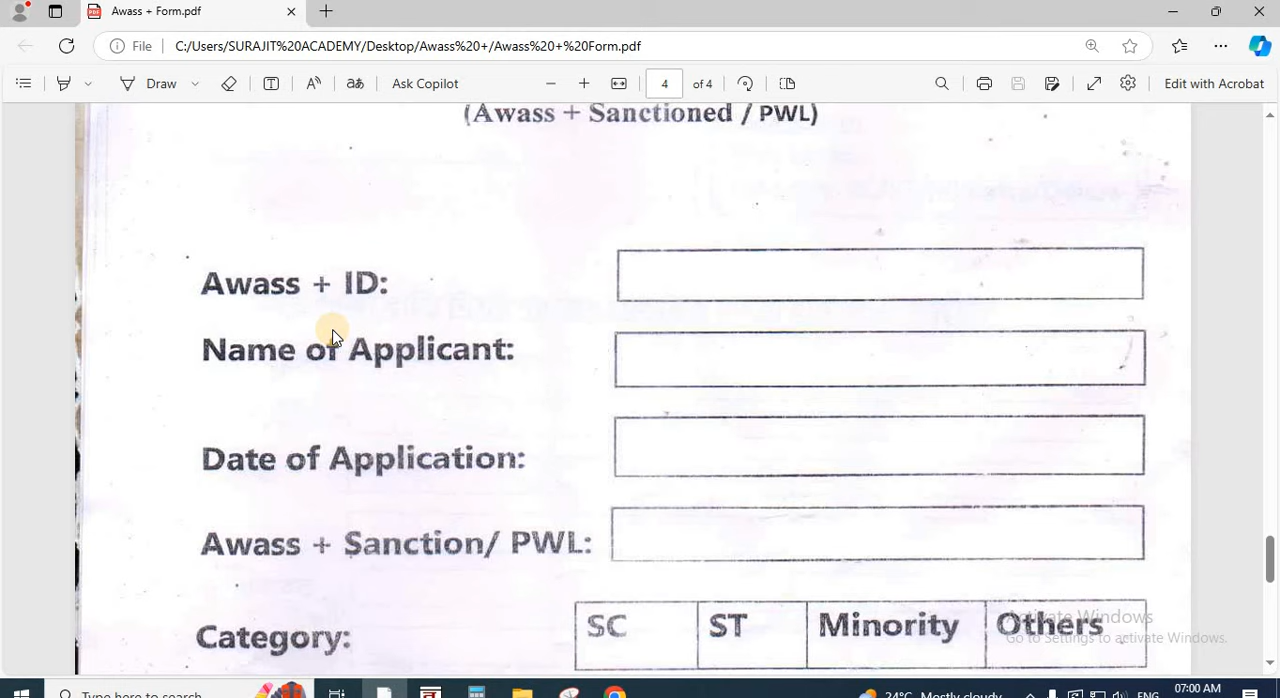 Awass + Form.pdf
File
C:/Users/SURAJIT%20ACADEMY/Desktop/Awass%20+/Awass%20+%20Form.pdf
Draw
aあ
Ask Copilot
4 of 4
Edit with Acrobat
(Awass + Sanctioned / PWL)
Awass + ID:
Name of Applicant:
Date of Application:
Awass + Sanction/ PWL:
Category:
SC ST Minority Others
Activate Windows
Go to Settings to activate Windows.
Type here to search
24°C Mostly cloudy
ENG
07:00 AM